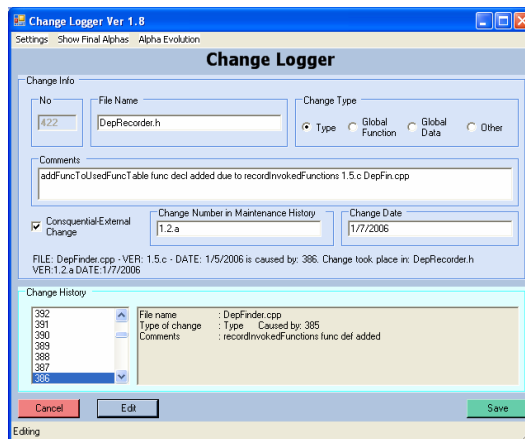 Change Logger Ver 1.8
Settings Show Final Alphas Alpha Evolution
Change Logger
Change Info
No
422
File Name
DepRecorder.h
Change Type
Type
Global Function
Global Data
Other
Comments
addFuncToUsedFuncTable func decl added due to recordInvokedFunctions 1.5.c DepFin.cpp
Consquential-External
Change
Change Number in Maintenance History
1.2.a
Change Date
1/7/2006
FILE: DepFinder.cpp - VER: 1.5.c - DATE: 1/5/2006 is caused by: 386. Change took place in: DepRecorder.h
VER:1.2.a DATE:1/7/2006
Change History
392
391
390
389
388
387
386
File name : DepFinder.cpp
Type of change : Type Caused by: 385
Comments : recordInvokedFunctions func def added
Cancel
Edit
Save
Editing